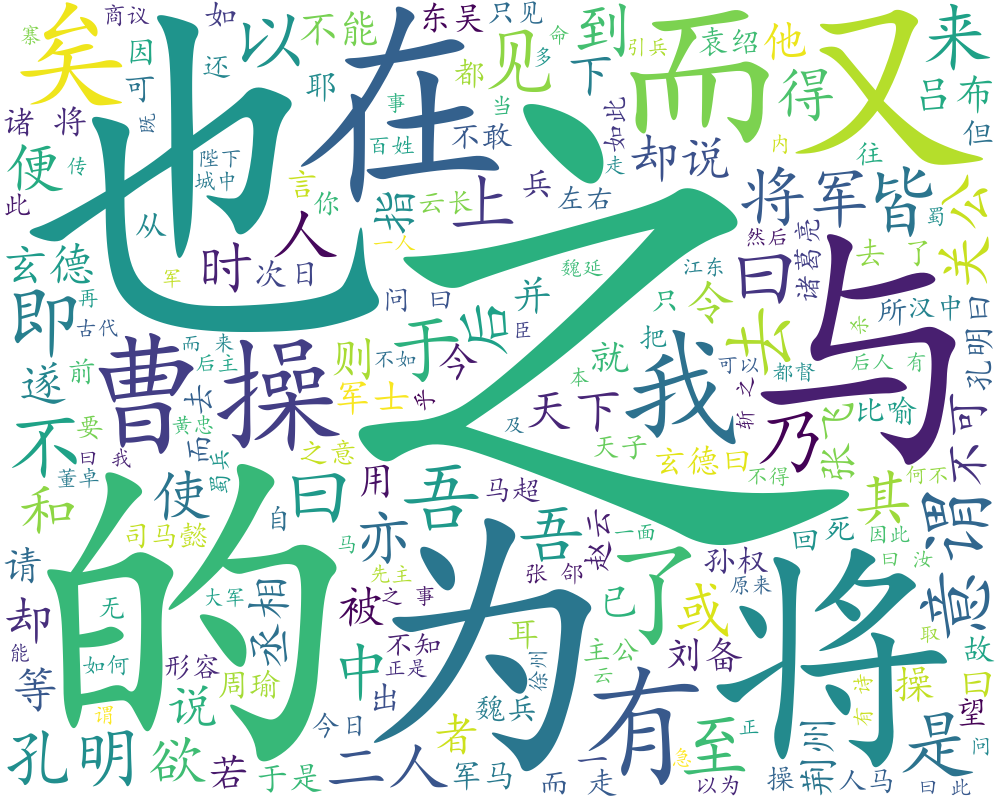 寨
矣
商议
因
可
既
如
还
以
不能
耶
事
百姓
在
东吴
都
不敢
只见
见
多
当
命
下
到
如此
走
引兵
袁绍
而
他
得
又
内
来
吕布
但
诸将
便
传
此
也
陛下
城中
从
言
你
指
云长
上
兵
左右
却说
往
将军
皆
蜀
关公
玄德
即
再
古代
军
时
次日
人
一人
问曰
后
并
臣
魏延
之
只
江东
令
然后
诸葛亮
曰
去了
与
所
汉中
孔明曰
杀
遂
前
曹操
而来
后主
去
则
不如
于
今
乎
军士
就
本
把
我
去
可以
之
都督
斩
后人
有
不
要
曰
我
黄忠
而
兵
蜀
董卓
之意
及
天下
天子
玄德曰
不得
乃
张飞
比喻
不可
何不
和
司马懿
的
使
自
曰
用
吾
马超
吾
赵云
一面
回
死
其
因此
曰
汝
谓
意
请
却
能
无
如何
大军
丞相
亦
马
先主
被
之事
为
张郃
已
了
或
孙权
原来
将
取
故
等
谓
形容
说
周瑜
中
不知
正是
出
耳
徐州
主公
云
刘备
有
诗
操
曰
望
孔明
欲
若
于是
今日
二人
者
魏兵
军马
而
一
走
有
急
至
正
以为
操
荆州
人马
是
问
曰
此